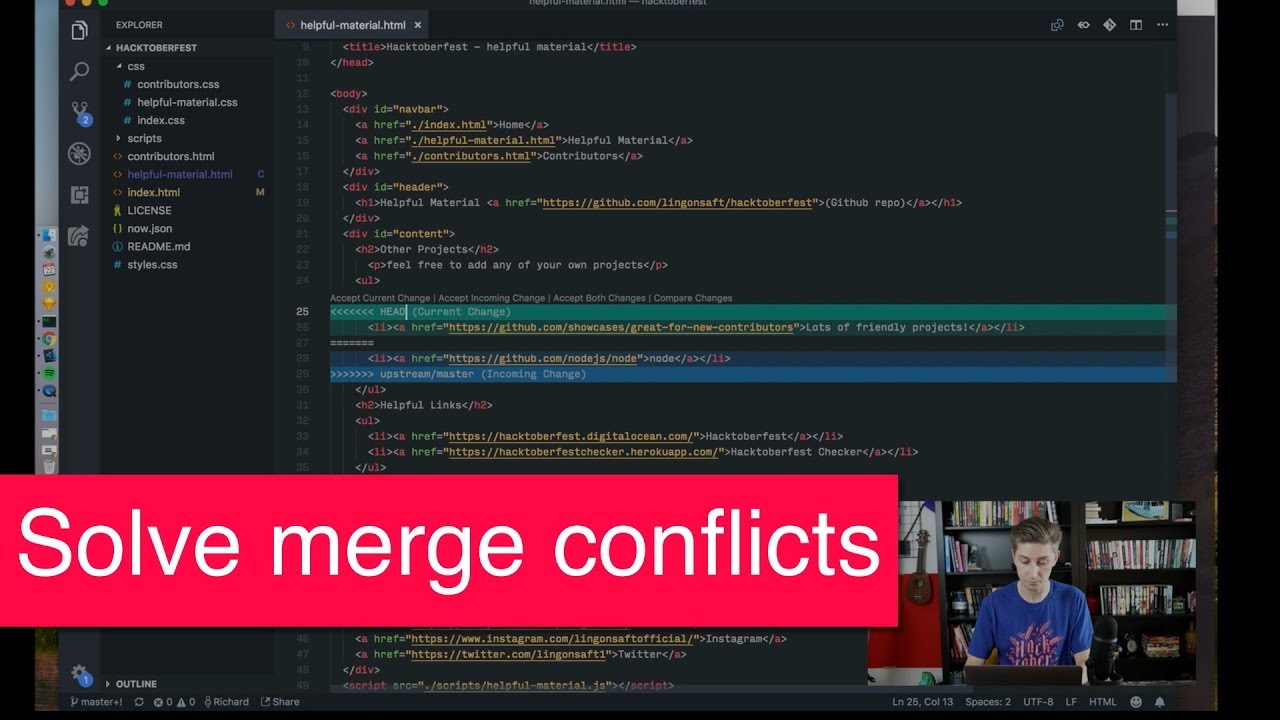 helpful-material.html — hacktoberfest
EXPLORER
helpful-material.html
HACKTOBERFEST
css
contributors.css
helpful-material.css
index.css
scripts
contributors.html
helpful-material.html C
index.html M
LICENSE
now.json
README.md
styles.css
OUTLINE
2
1
9 <title>Hacktoberfest - helpful material</title>
10 </head>
11
12 <body>
13 <div id="navbar">
14 <a href="./index.html">Home</a>
15 <a href="./helpful-material.html">Helpful Material</a>
16 <a href="./contributors.html">Contributors</a>
17 </div>
18 <div id="header">
19 <h1>Helpful Material <a href="https://github.com/lingonsaft/hacktoberfest">(Github repo)</a></h1>
20 </div>
21 <div id="content">
22 <h2>Other Projects</h2>
23 <p>feel free to add any of your own projects</p>
24 <ul>
Accept Current Change | Accept Incoming Change | Accept Both Changes | Compare Changes
25 <<<<<<< HEAD (Current Change)
26 <li><a href="https://github.com/showcases/great-for-new-contributors">Lots of friendly projects!</a></li>
27 =======
28 <li><a href="https://github.com/nodejs/node">node</a></li>
29 >>>>>>> upstream/master (Incoming Change)
30 </ul>
31 <h2>Helpful Links</h2>
32 <ul>
33 <li><a href="https://hacktoberfest.digitalocean.com/">Hacktoberfest</a></li>
34 <li><a href="https://hacktoberfestchecker.herokuapp.com/">Hacktoberfest Checker</a></li>
35 </ul>
Solve merge conflicts
46 <a href="https://www.instagram.com/lingonsaftofficial/">Instagram</a>
47 <a href="https://twitter.com/lingonsaft1">Twitter</a>
48 </div>
49 <script src="./scripts/helpful-material.js"></script>
master+! 0 0 Richard Share
Ln 25, Col 13 Spaces: 2 UTF-8 LF HTML